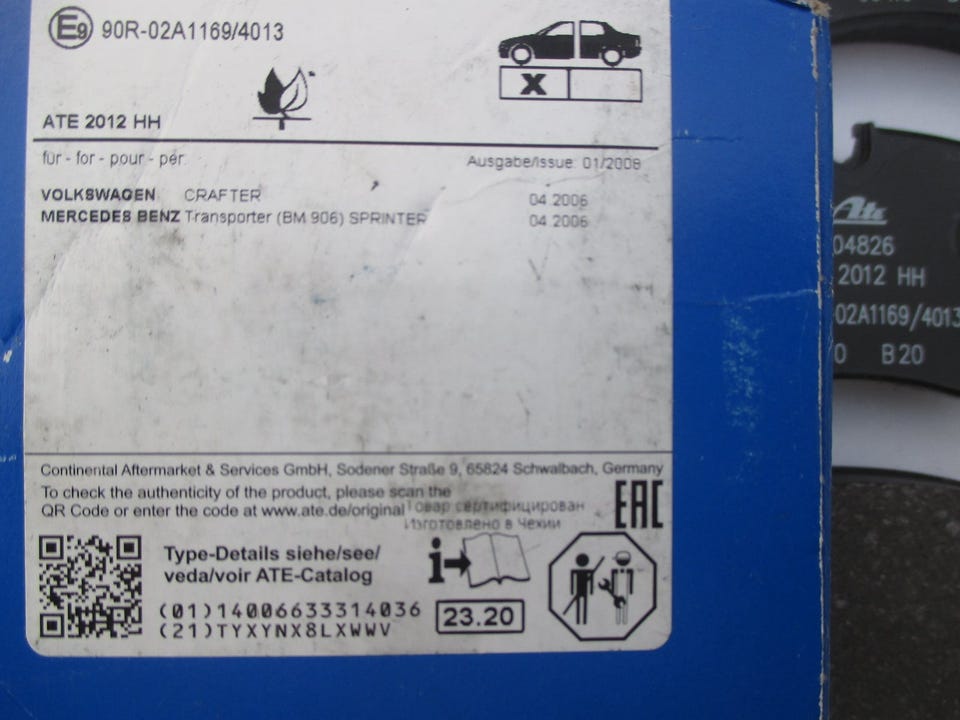 E9 90R-02A1169/4013
X
ATE 2012 HH
für - for - pour - per
Ausgabe/Issue: 01/2008
VOLKSWAGEN CRAFTER 04.2006
MERCEDES BENZ Transporter (BM 906) SPRINTER 04.2006
Continental Aftermarket & Services GmbH, Sodener Straße 9, 65824 Schwalbach, Germany
To check the authenticity of the product, please scan the
QR Code or enter the code at www.ate.de/original
Товар сертифицирован
Изготовлено в Чехии
EAC
Type-Details siehe/see/
veda/voir ATE-Catalog
(01)14006633314036
(21)TYXYNX8LXWWV
i
23.20
Ate
04826
2012 HH
-02A1169/4013
0 B20